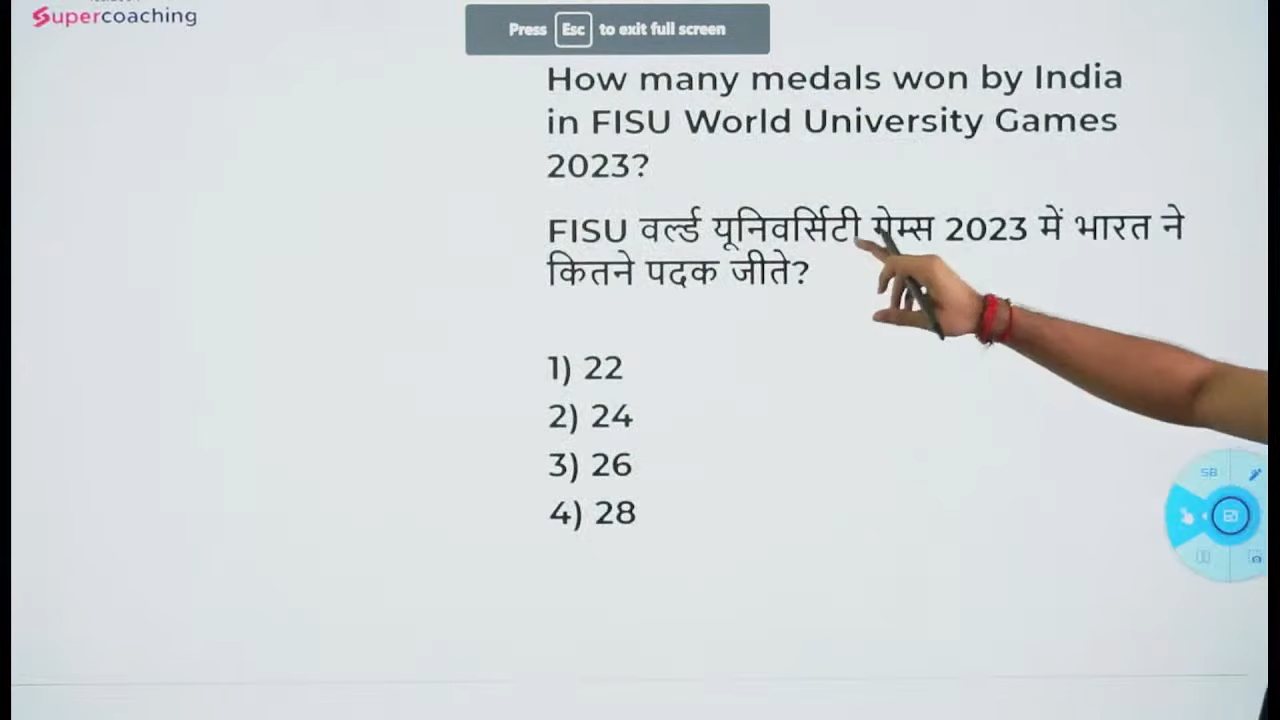 Supercoaching
Press Esc to exit full screen
How many medals won by India
in FISU World University Games
2023?
FISU वर्ल्ड यूनिवर्सिटी गेम्स 2023 में भारत ने
कितने पदक जीते?
1) 22
2) 24
3) 26
4) 28
SB